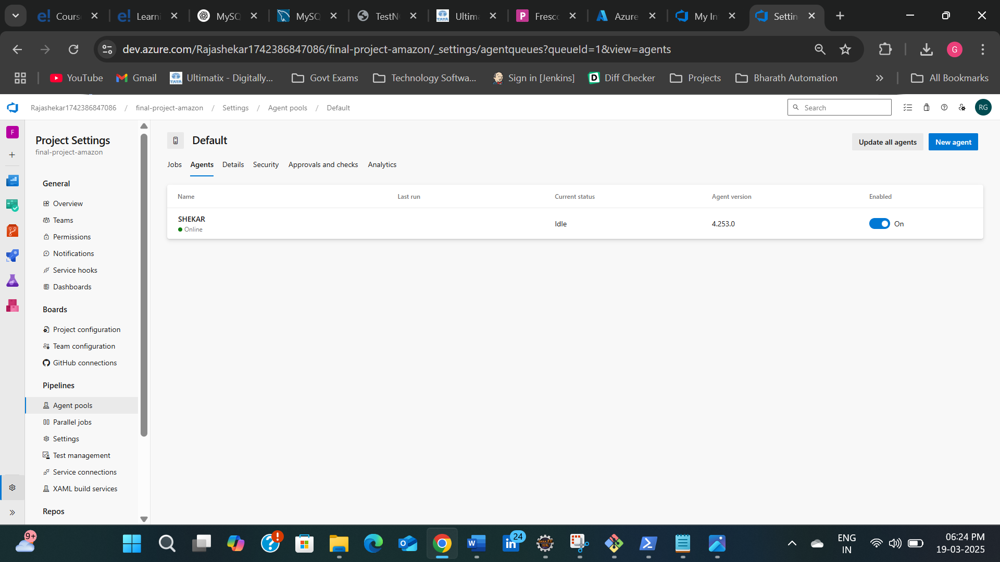 Cours
Learni
MySQ
MySQ
TestN
Ultima
Fresco
Azure
My In
Settin
dev.azure.com/Rajashekar1742386847086/final-project-amazon/_settings/agentqueues?queueId=1&view=agents
G
YouTube
Gmail
TATA
Ultimatix - Digitally...
Govt Exams
Technology Softwa...
Sign in [Jenkins]
Diff Checker
Projects
Bharath Automation
All Bookmarks
Rajashekar1742386847086 / final-project-amazon / Settings / Agent pools / Default
Search
RG
F
Project Settings
final-project-amazon
General
Overview
Teams
Permissions
Notifications
Service hooks
Dashboards
Boards
Project configuration
Team configuration
GitHub connections
Pipelines
Agent pools
Parallel jobs
Settings
Test management
Service connections
XAML build services
Repos
Default
Update all agents
New agent
Jobs
Agents
Details
Security
Approvals and checks
Analytics
Name
Last run
Current status
Agent version
Enabled
SHEKAR
Online
Idle
4.253.0
On
9+
24
ENG
IN
06:24 PM
19-03-2025